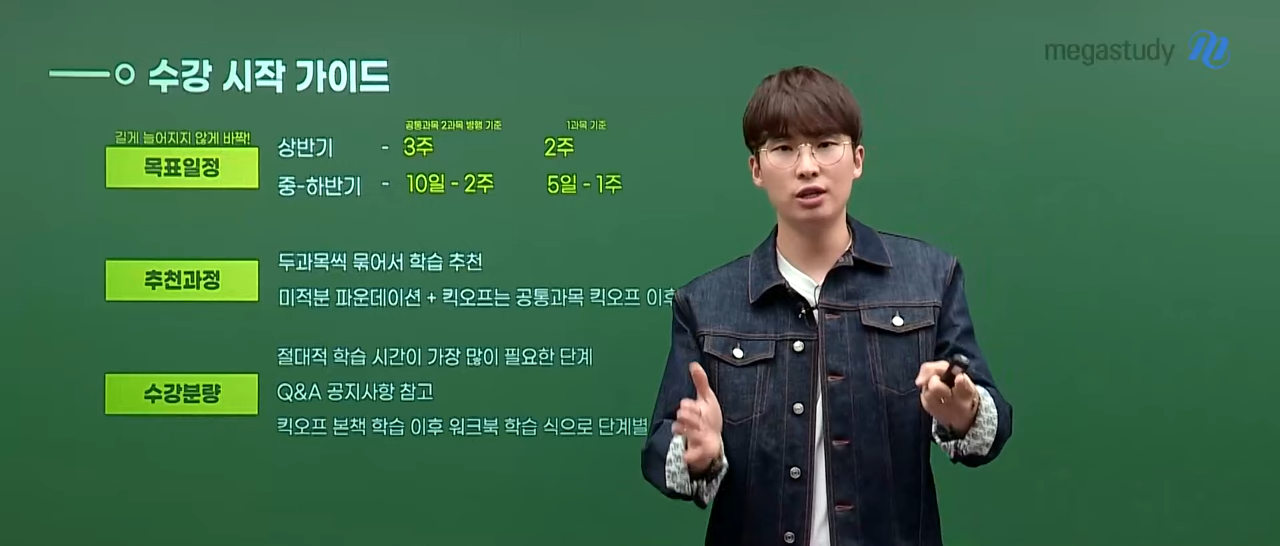 megastudy
수강 시작 가이드
길게 늘어지지 않게 바짝!
목표일정
공통과목 2과목 병행 기준 1과목 기준
상반기 - 3주 2주
중-하반기 - 10일 - 2주 5일 - 1주
추천과정
두과목씩 묶어서 학습 추천
미적분 파운데이션 + 킥오프는 공통과목 킥오프 이후
수강분량
절대적 학습 시간이 가장 많이 필요한 단계
Q&A 공지사항 참고
킥오프 본책 학습 이후 워크북 학습 식으로 단계별